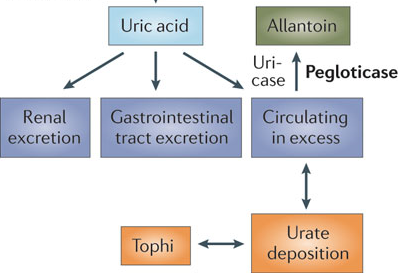 Uric acid
Allantoin
Uri-
case
Pegloticase
Renal
excretion
Gastrointestinal
tract excretion
Circulating
in excess
Tophi
Urate
deposition